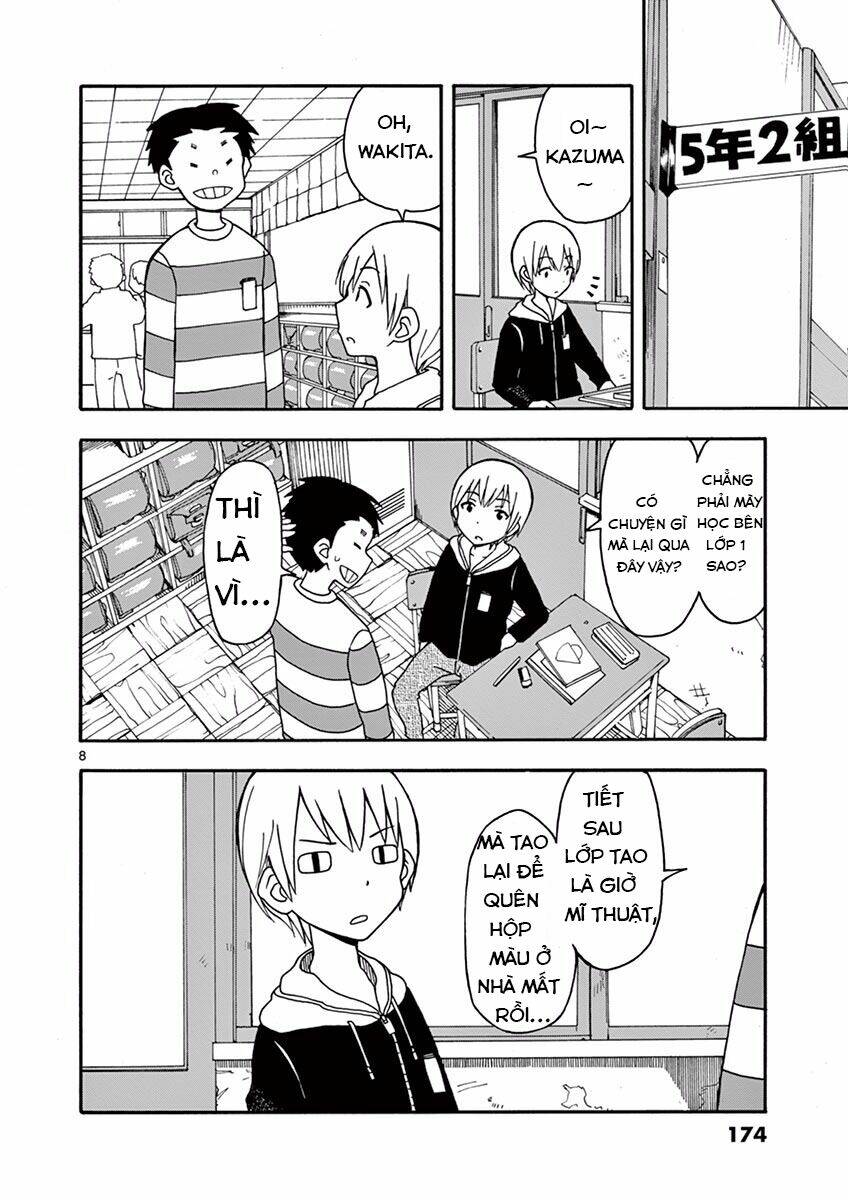 5年2組
OI~
KAZUMA
~
OH,
WAKITA.
CHẲNG
PHẢI MÀY
HỌC BÊN
LỚP 1
SAO?
CÓ
CHUYỆN GÌ
MÀ LẠI QUA
ĐÂY VẬY?
THÌ
LÀ
VÌ...
8
TIẾT
SAU
LỚP TAO
LÀ GIỜ
MĨ THUẬT,
MÀ TAO
LẠI ĐỂ
QUÊN
HỘP
MÀU Ở
NHÀ MẤT
RỒI...
174